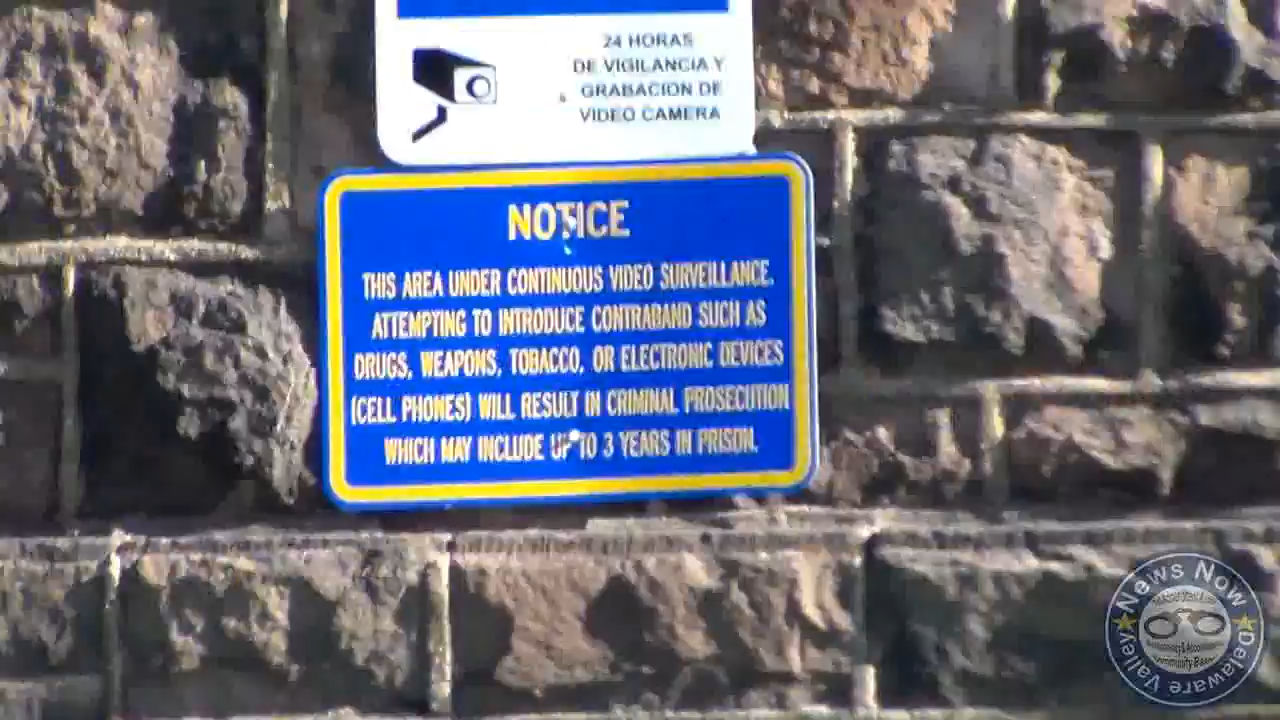 24 HORAS
DE VIGILANCIA Y
GRABACION DE
VIDEO CAMERA
NOTICE
THIS AREA UNDER CONTINUOUS VIDEO SURVEILLANCE.
ATTEMPTING TO INTRODUCE CONTRABAND SUCH AS
DRUGS, WEAPONS, TOBACCO, OR ELECTRONIC DEVICES
(CELL PHONES) WILL RESULT IN CRIMINAL PROSECUTION
WHICH MAY INCLUDE UP TO 3 YEARS IN PRISON.
News Now
Delaware Valley